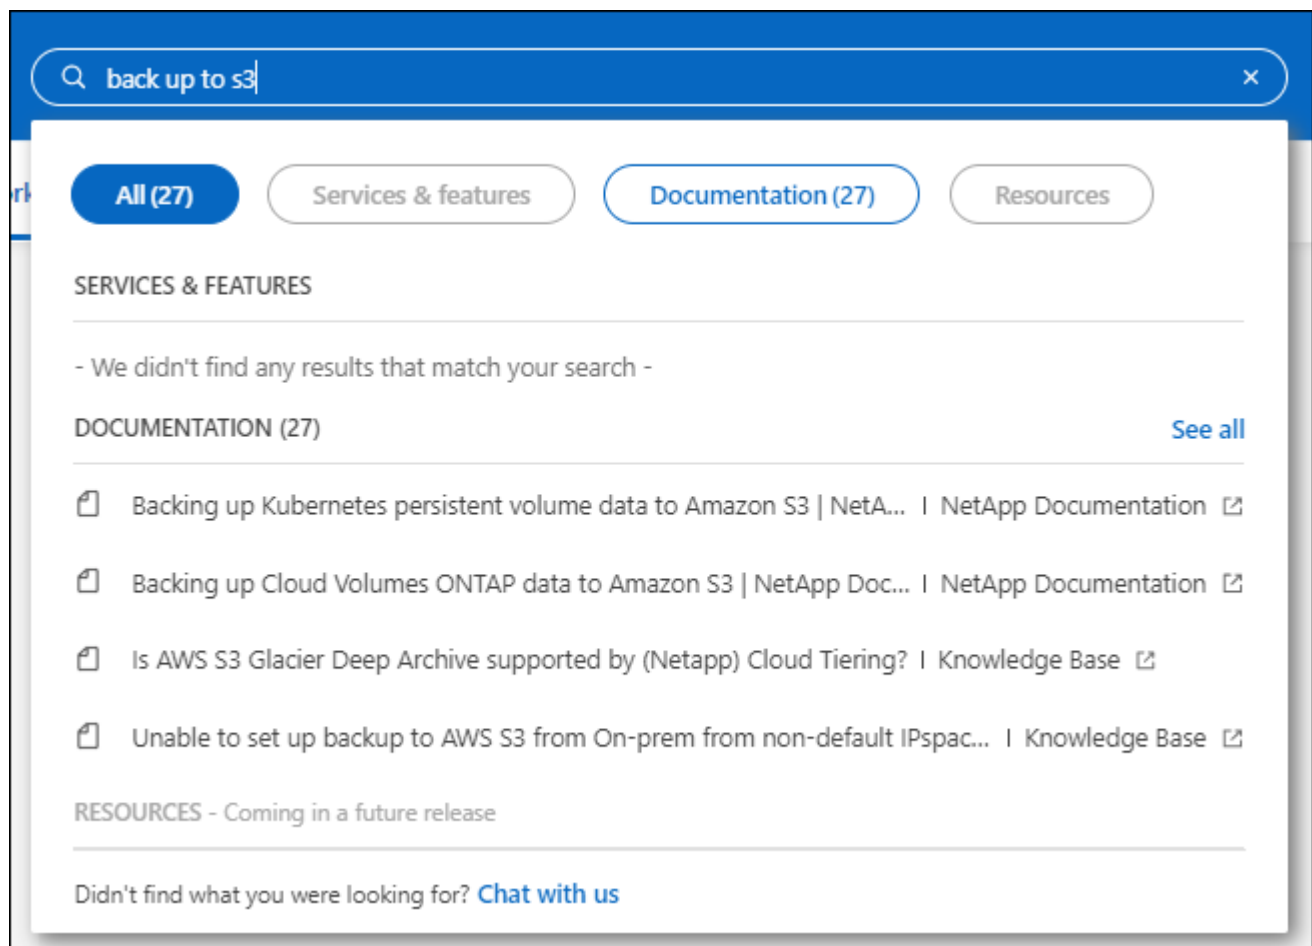 back up to s3
rk
All (27) Services & features Documentation (27) Resources
SERVICES & FEATURES
- We didn't find any results that match your search -
DOCUMENTATION (27) See all
Backing up Kubernetes persistent volume data to Amazon S3 | NetA... | NetApp Documentation
Backing up Cloud Volumes ONTAP data to Amazon S3 | NetApp Doc... | NetApp Documentation
Is AWS S3 Glacier Deep Archive supported by (Netapp) Cloud Tiering? | Knowledge Base
Unable to set up backup to AWS S3 from On-prem from non-default IPspac... | Knowledge Base
RESOURCES - Coming in a future release
Didn't find what you were looking for? Chat with us